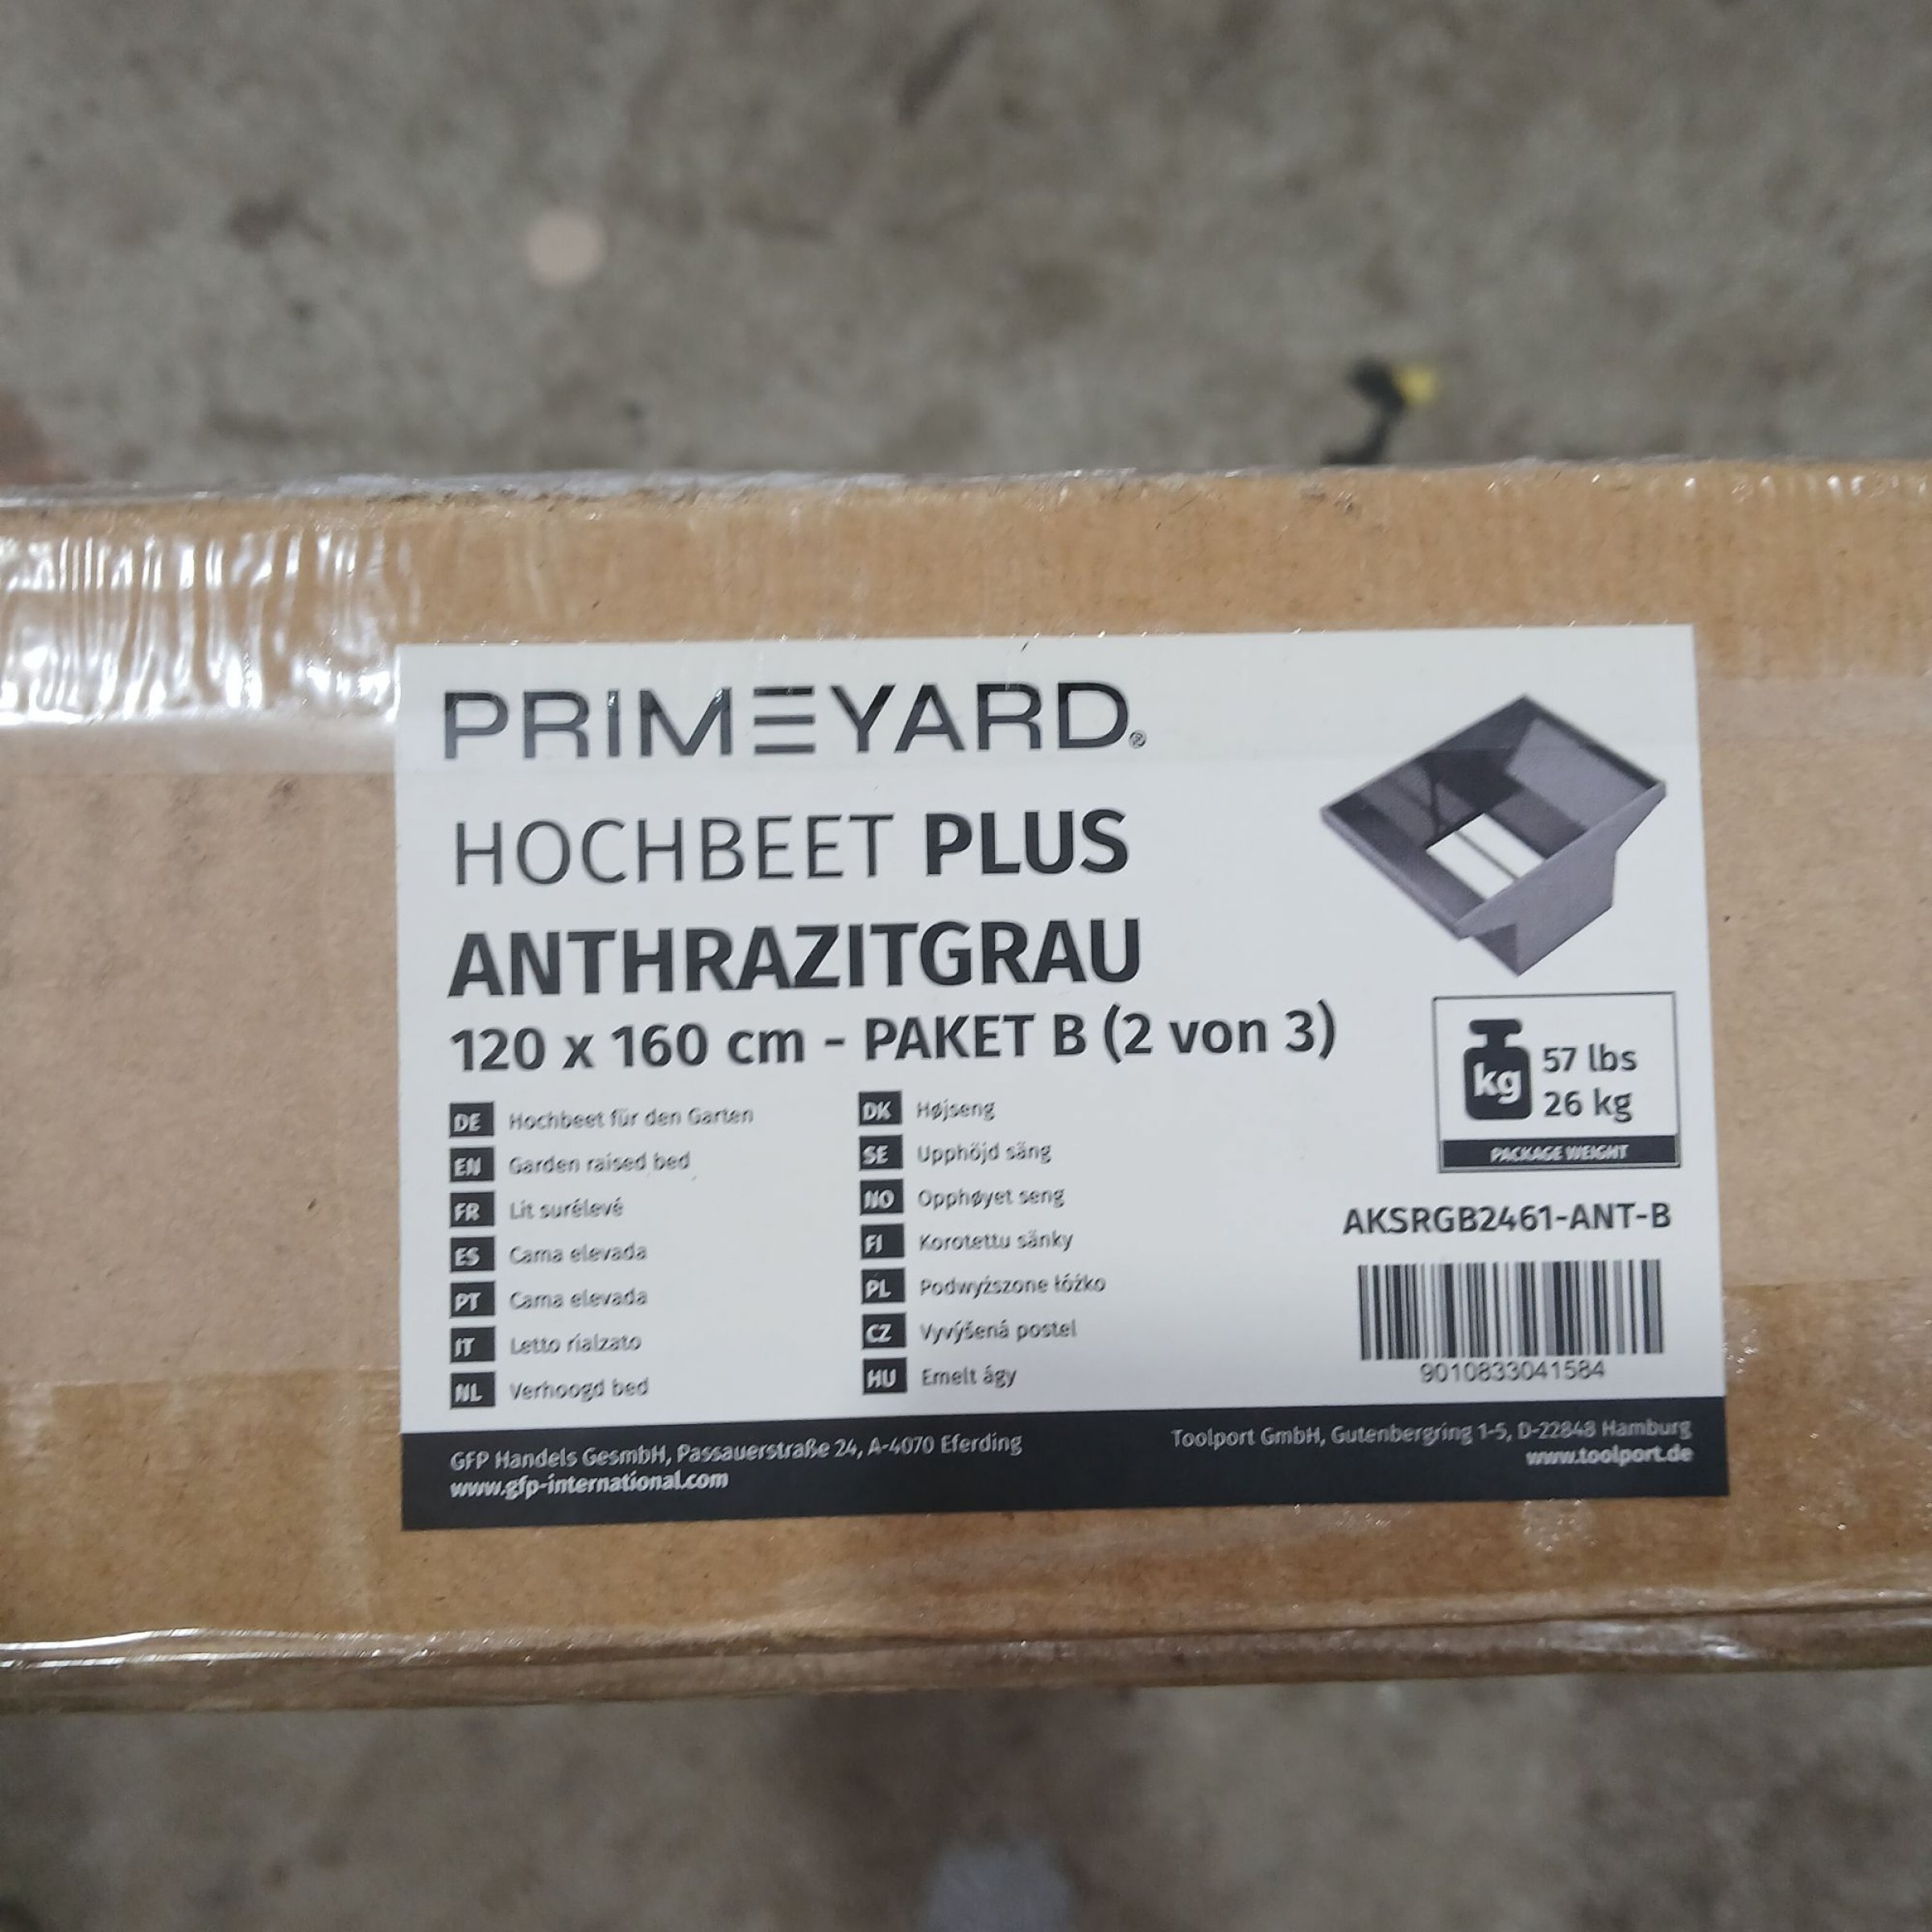 PRIMEYARD®
HOCHBEET PLUS
ANTHRAZITGRAU
120 x 160 cm - PAKET B (2 von 3)
DE Hochbeet für den Garten
EN Garden raised bed
FR Lit surélevé
ES Cama elevada
PT Cama elevada
IT Letto rialzato
NL Verhoogd bed
DK Højseng
SE Upphöjd säng
NO Opphøyet seng
FI Korotettu sänky
PL Podwyższone łóżko
CZ Vyvýšená postel
HU Emelt ágy
kg
57 lbs
26 kg
PACKAGE WEIGHT
AKSRGB2461-ANT-B
9010833041584
GFP Handels GesmbH, Passauerstraße 24, A-4070 Eferding
www.gfp-international.com
Toolport GmbH, Gutenbergring 1-5, D-22848 Hamburg
www.toolport.de